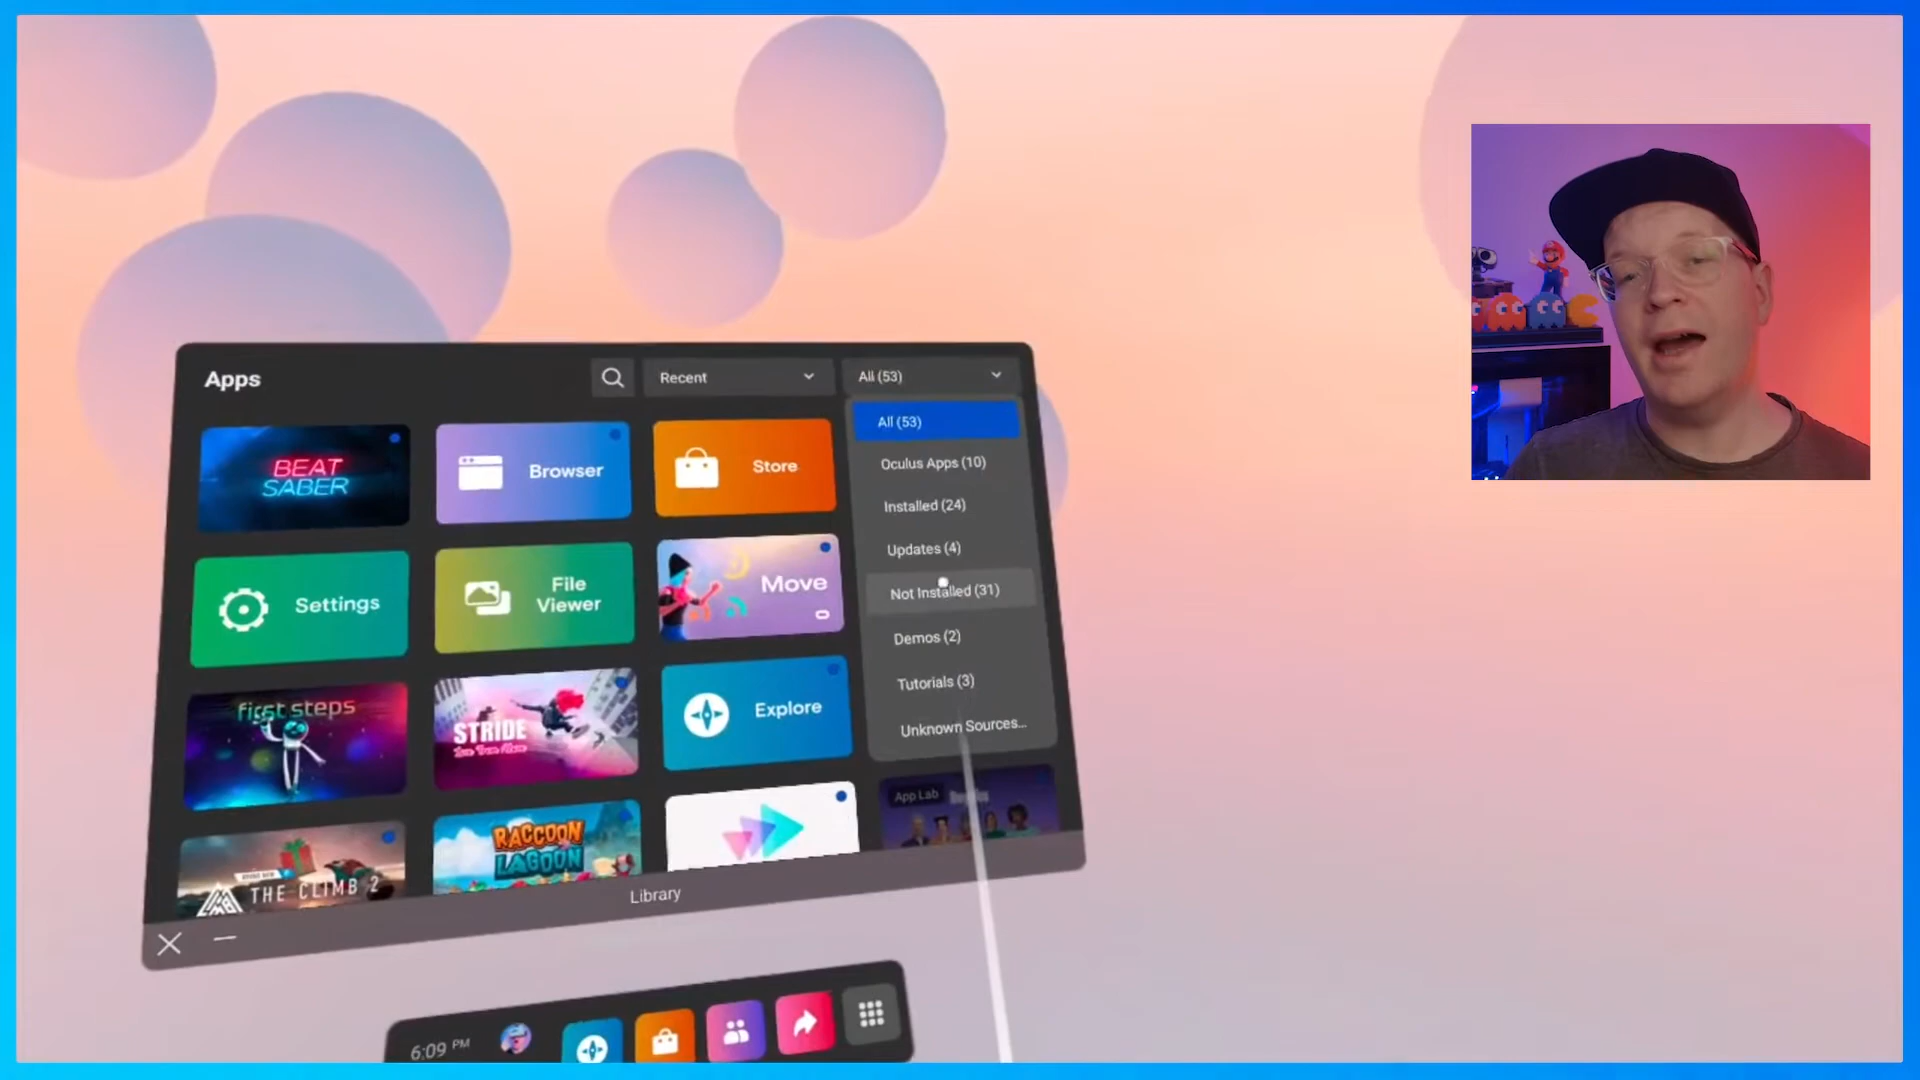 Apps
Recent
All (53)
All (53)
Oculus Apps (10)
Installed (24)
Updates (4)
Not Installed (31)
Demos (2)
Tutorials (3)
Unknown Sources...
BEAT
SABER
Browser
Store
Settings
File
Viewer
Move
first steps
STRIDE
Explore
THE CLIMB 2
RACCOON
LAGOON
App Lab
Library
6:09 PM